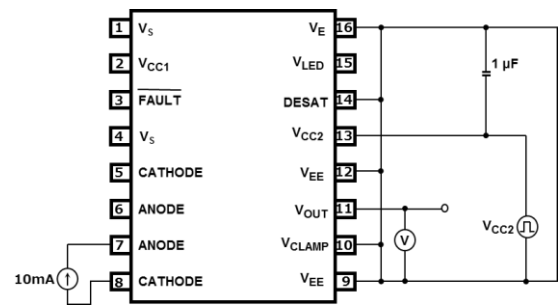 1 VS VE 16
2 VCC1 VLED 15
3 FAULT DESAT 14
4 VS VCC2 13
5 CATHODE VEE 12
6 ANODE VOUT 11
7 ANODE VCLAMP 10
8 CATHODE VEE 9
10mA
1 µF
V
VCC2